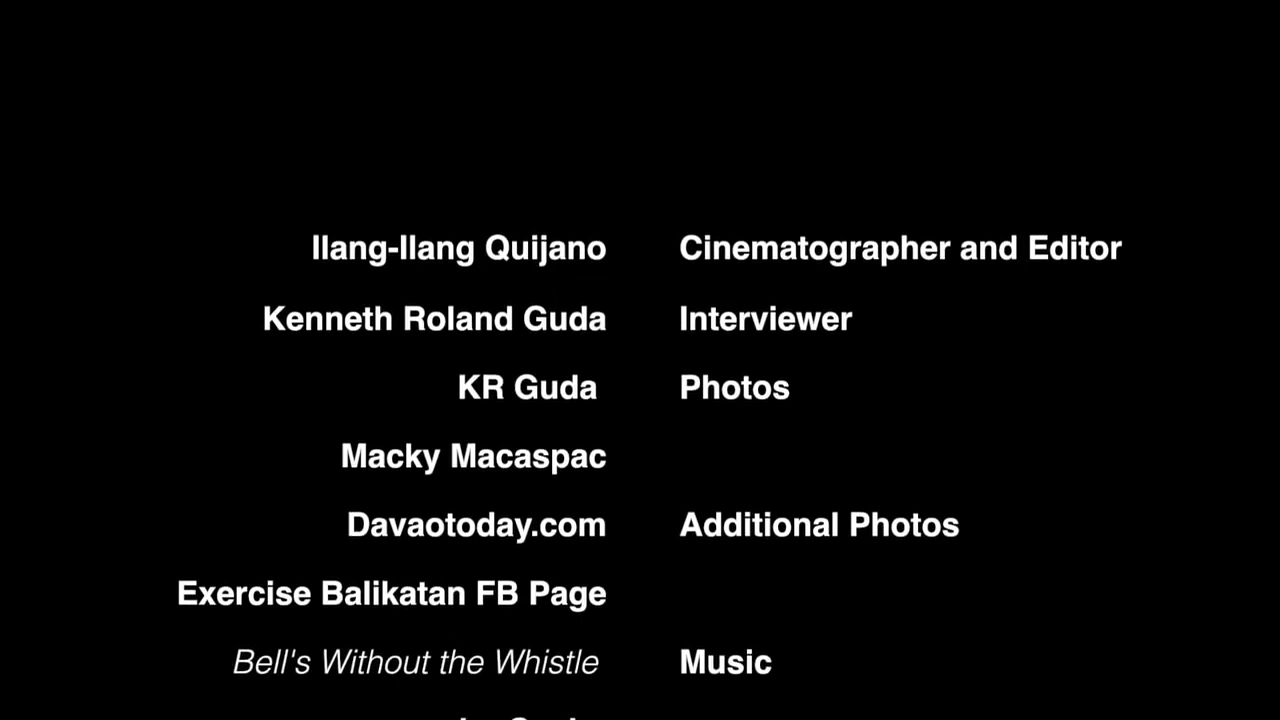 Ilang-Ilang Quijano Cinematographer and Editor
Kenneth Roland Guda Interviewer
KR Guda Photos
Macky Macaspac
Davaotoday.com Additional Photos
Exercise Balikatan FB Page
Bell's Without the Whistle Music